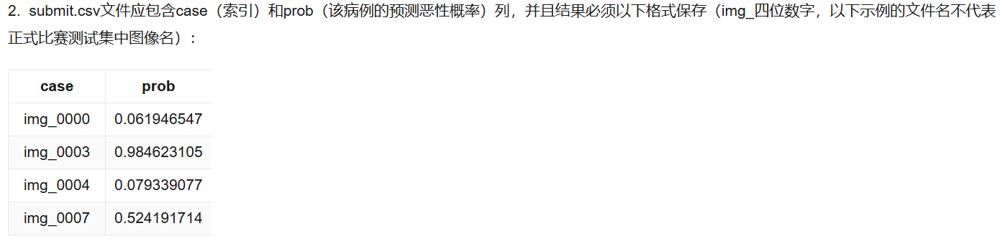 2. submit.csv文件应包含case（索引）和prob（该病例的预测恶性概率）列，并且结果必须以下格式保存（img_四位数字，以下示例的文件名不代表
正式比赛测试集中图像名）：
case prob
img_0000 0.061946547
img_0003 0.984623105
img_0004 0.079339077
img_0007 0.524191714